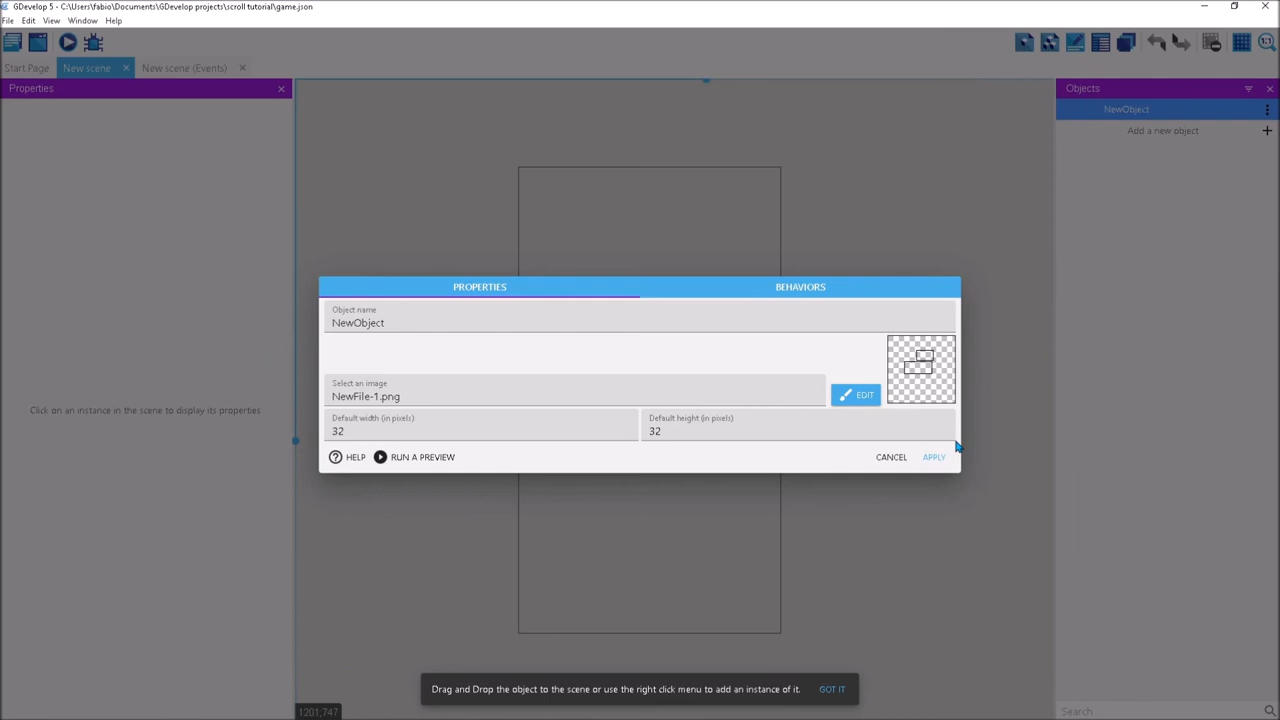 GDevelop 5 - C:\Users\fabio\Documents\GDevelop projects\scroll tutorial\game.json
File Edit View Window Help
1:1
Start Page New scene New scene (Events)
Properties
Objects
NewObject
Add a new object
PROPERTIES BEHAVIORS
Object name
NewObject
Select an image
NewFile-1.png
EDIT
Default width (in pixels) Default height (in pixels)
32 32
Click on an instance in the scene to display its properties
? HELP RUN A PREVIEW CANCEL APPLY
Drag and Drop the object to the scene or use the right click menu to add an instance of it. GOT IT
1201;747
Search